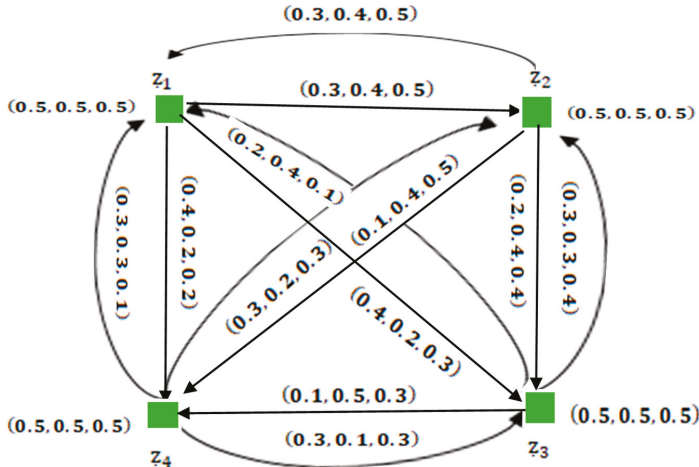 (0.3, 0.4, 0.5)
ẓ1
ẓ2
(0.3, 0.4, 0.5)
(0.5, 0.5, 0.5)
(0.5, 0.5, 0.5)
(0.2, 0.4, 0.1)
(0.1, 0.4, 0.5)
(0.3, 0.3, 0.1)
(0.4, 0.2, 0.2)
(0.2, 0.4, 0.4)
(0.3, 0.3, 0.4)
(0.3, 0.2, 0.3)
(0.4, 0.2, 0.3)
(0.1, 0.5, 0.3)
(0.5, 0.5, 0.5)
(0.5, 0.5, 0.5)
(0.3, 0.1, 0.3)
ẓ4
ẓ3